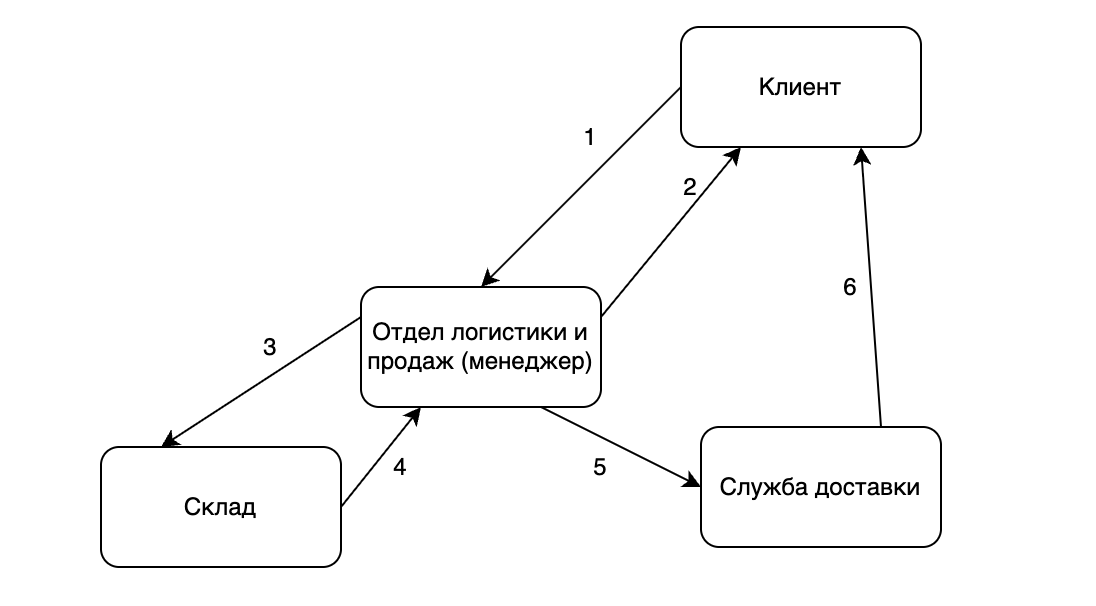 Клиент
1
2
6
Отдел логистики и
продаж (менеджер)
3
4
5
Служба доставки
Склад